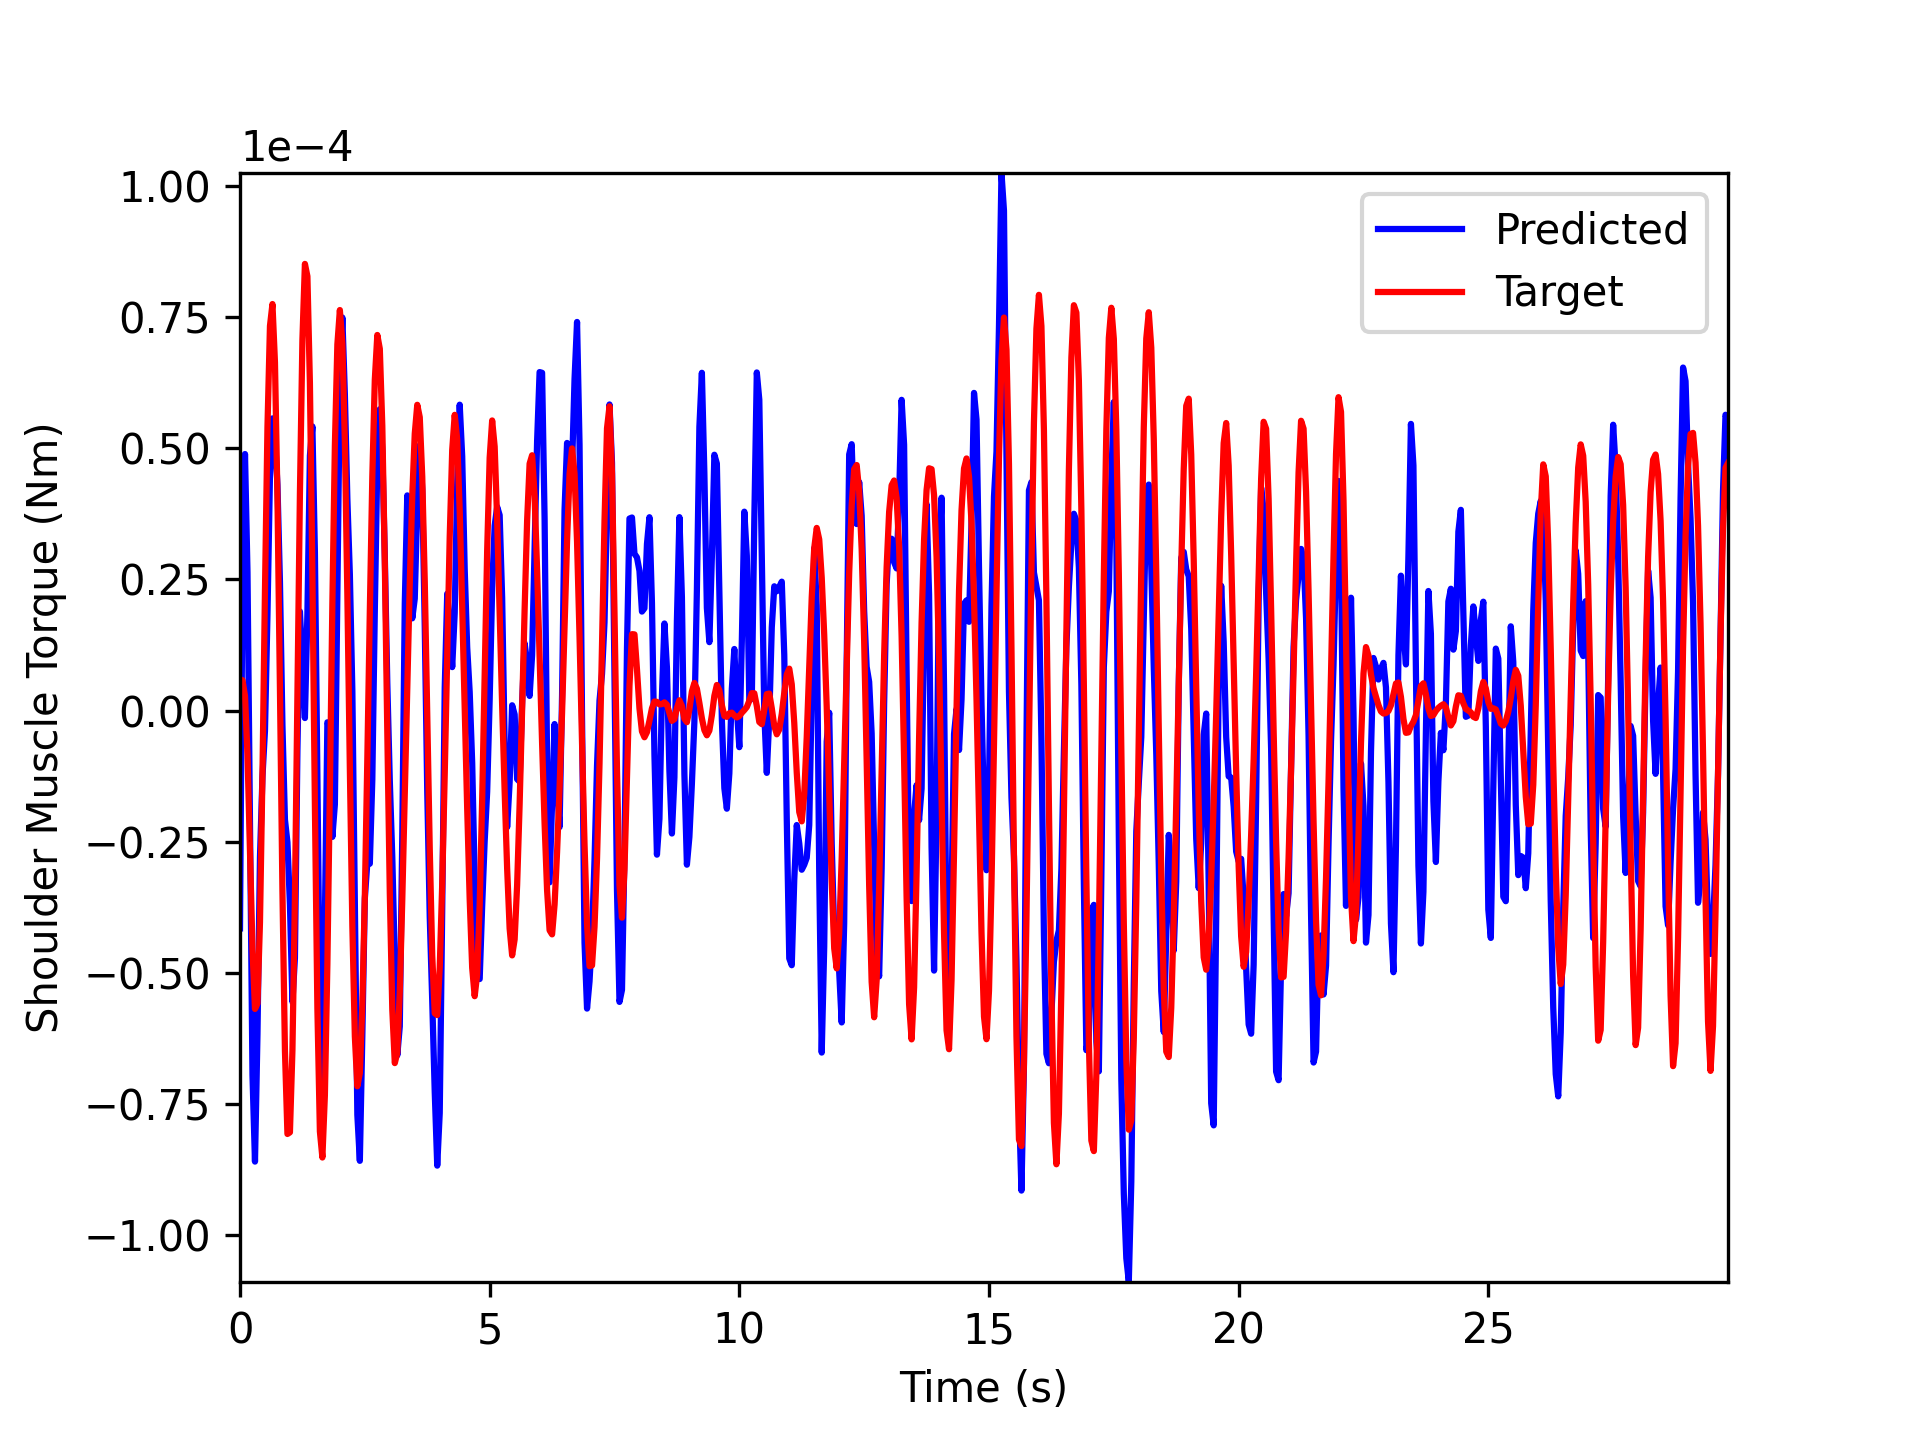 1e−4
1.00
0.75
0.50
0.25
0.00
−0.25
−0.50
−0.75
−1.00
Shoulder Muscle Torque (Nm)
Predicted
Target
0 5 10 15 20 25
Time (s)